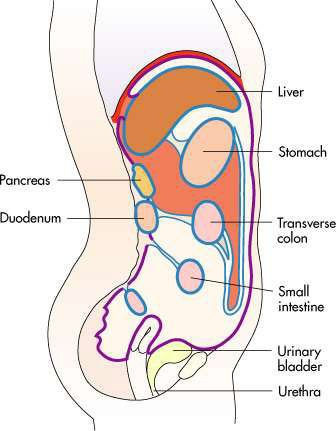 Liver
Stomach
Pancreas
Duodenum
Transverse
colon
Small
intestine
Urinary
bladder
Urethra